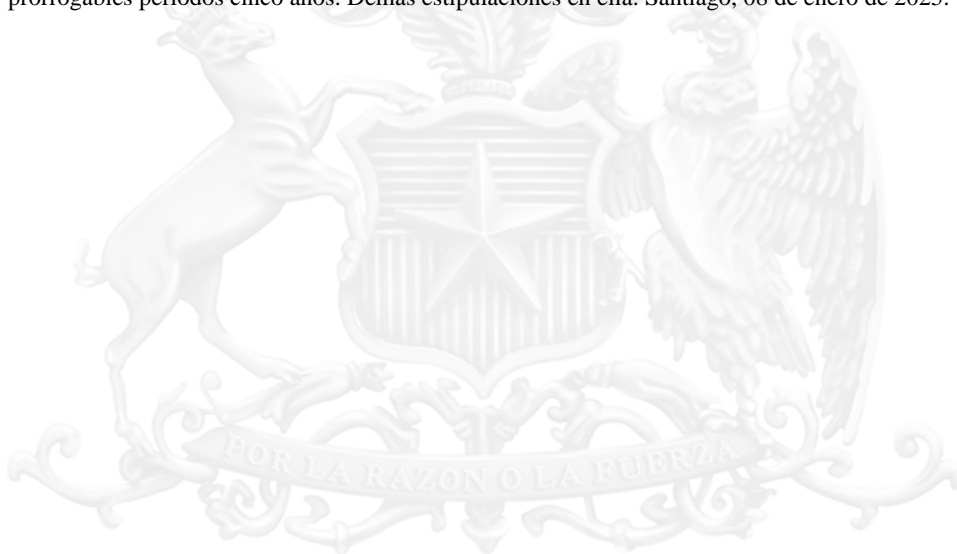 prorrogables períodos cinco años. Demás estipulaciones en ella. Santiago, 08 de enero de 2025.
POR LA RAZON O LA FUERZA